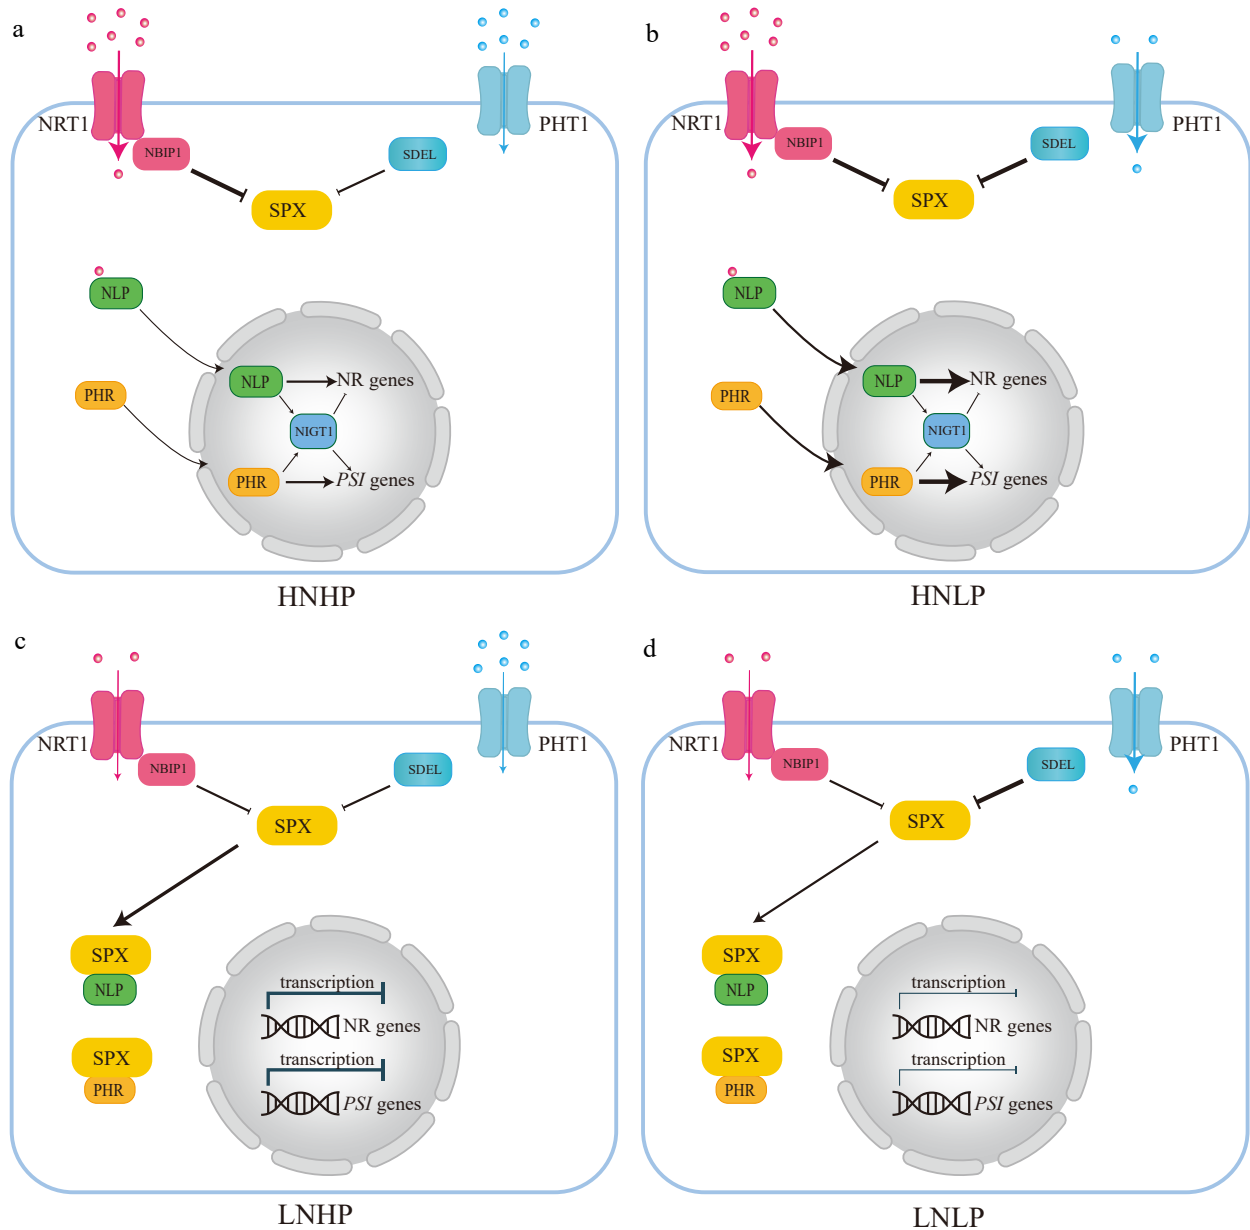 a
NRT1
NBIP1
SDEL
PHT1
SPX
NLP
NLP
NR genes
PHR
NIGT1
PHR
PSI genes
HNHP
b
NRT1
NBIP1
SDEL
PHT1
SPX
NLP
NLP
NR genes
PHR
NIGT1
PHR
PSI genes
HNLP
c
NRT1
NBIP1
SDEL
PHT1
SPX
SPX
NLP
transcription
NR genes
SPX
PHR
transcription
PSI genes
LNHP
d
NRT1
NBIP1
SDEL
PHT1
SPX
SPX
NLP
transcription
NR genes
SPX
PHR
transcription
PSI genes
LNLP